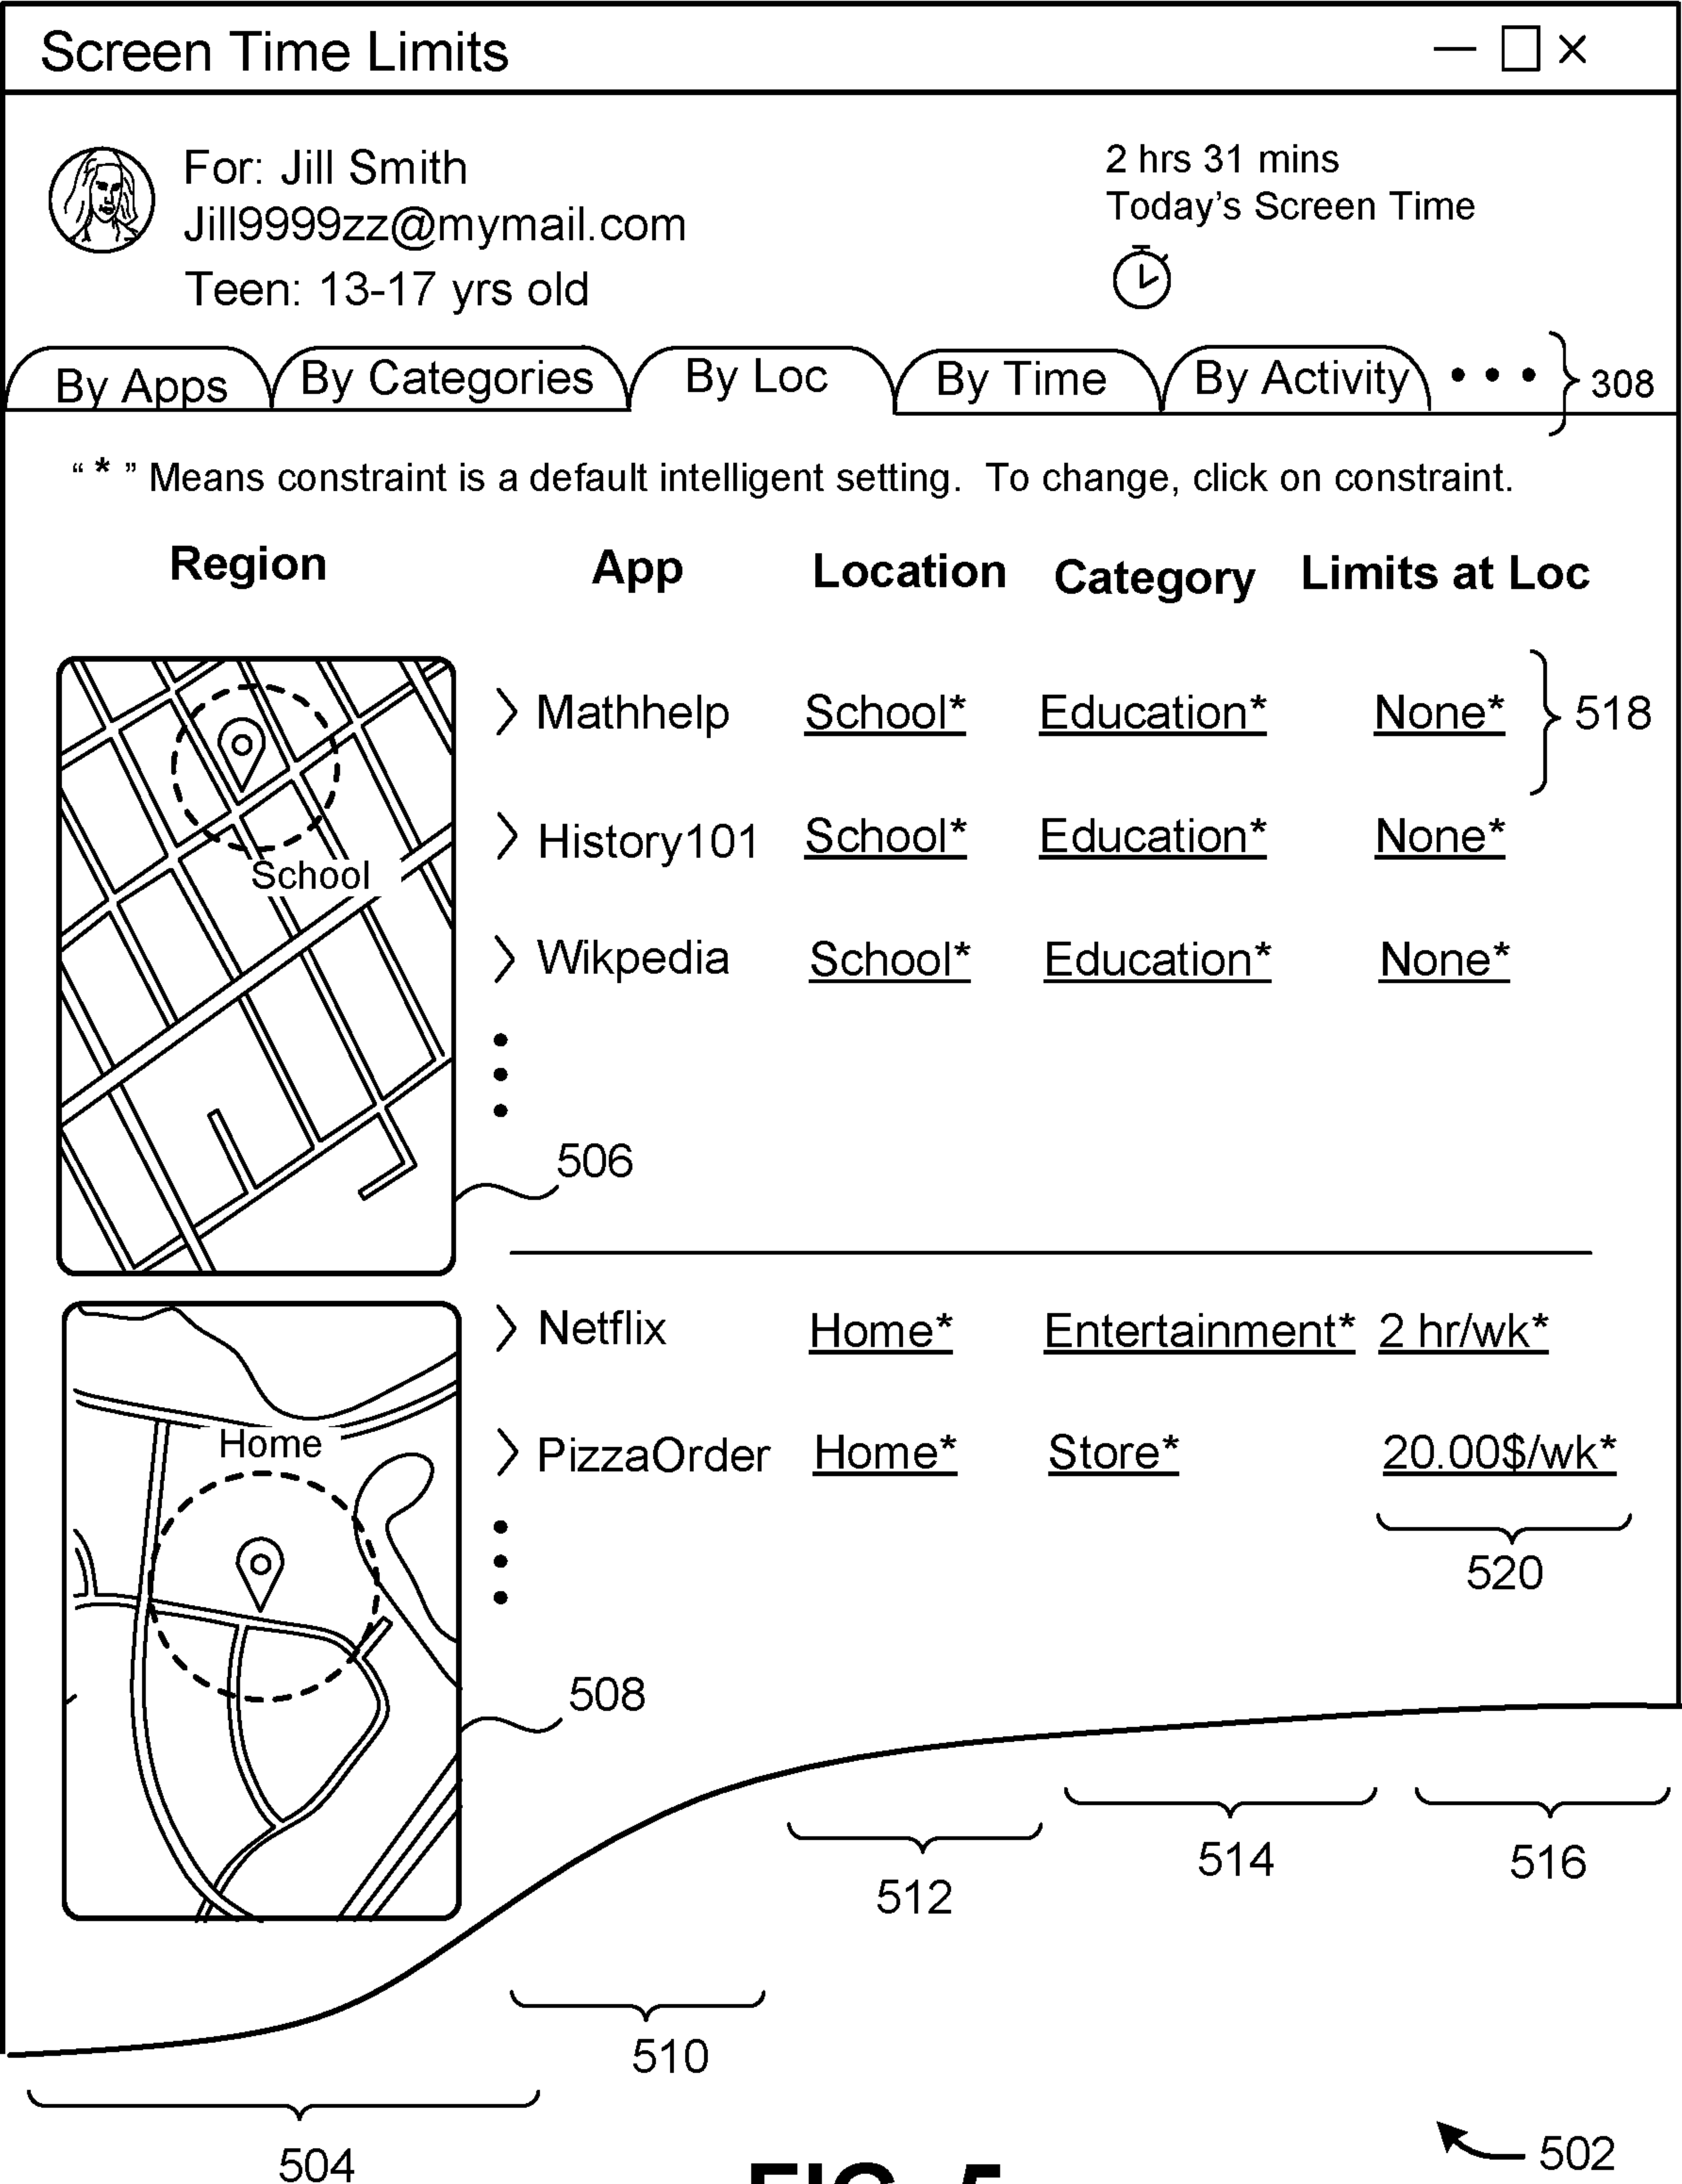 Screen Time Limits
For: Jill Smith
Jill9999zz@mymail.com
Teen: 13-17 yrs old
2 hrs 31 mins
Today's Screen Time
By Apps By Categories By Loc By Time By Activity 308
“ * ” Means constraint is a default intelligent setting. To change, click on constraint.
Region App Location Category Limits at Loc
Mathhelp School* Education* None* 518
History101 School* Education* None*
School
Wikpedia School* Education* None*
506
Netflix Home* Entertainment* 2 hr/wk*
Home
PizzaOrder Home* Store* 20.00$/wk*
520
508
514 516
512
510
504
502
FIG. 5